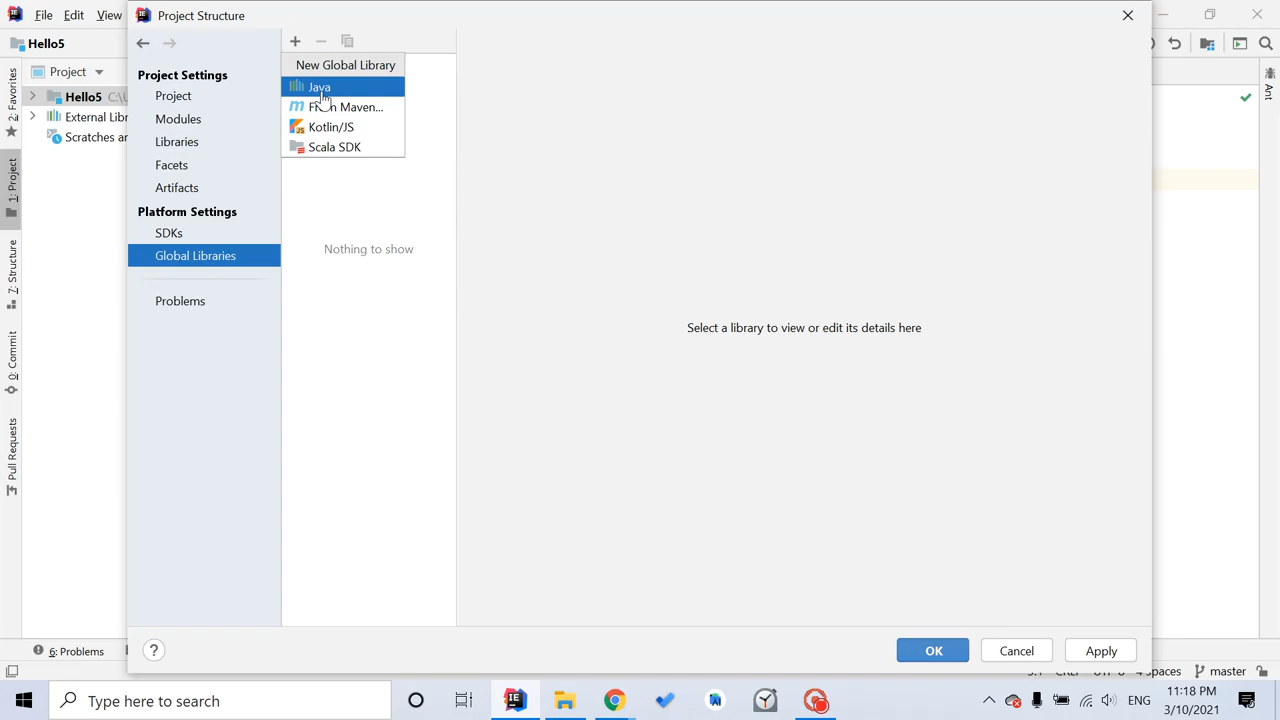 File Edit View
Project Structure
Hello5
New Global Library
Project
Project Settings
Java
Hello5 C:\U
Project
Maven...
External Lib
Modules
Kotlin/JS
Scratches an
Libraries
Scala SDK
Facets
Artifacts
Platform Settings
SDKs
Nothing to show
Global Libraries
Problems
Select a library to view or edit its details here
2: Favorites
1: Project
7: Structure
0: Commit
Pull Requests
Ant
?
OK
Cancel
Apply
6: Problems
spaces
master
Type here to search
ENG
11:18 PM
3/10/2021